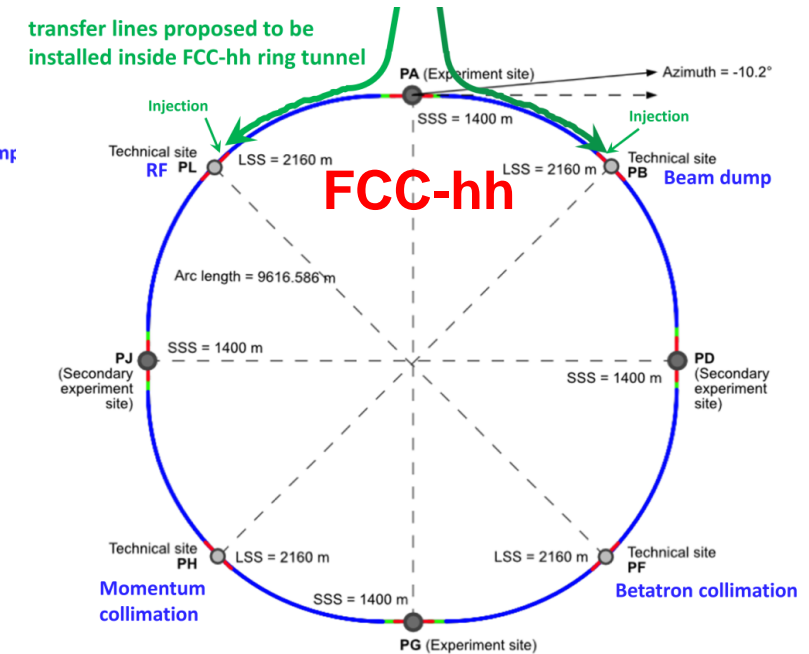 transfer lines proposed to be
installed inside FCC-hh ring tunnel
PA (Experiment site)
Azimuth = -10.2°
SSS = 1400 m
Injection
Injection
Technical site
PL
RF
LSS = 2160 m
LSS = 2160 m
Technical site
PB
Beam dump
FCC-hh
Arc length = 9616.586 m
PJ
(Secondary
experiment
site)
SSS = 1400 m
SSS = 1400 m
PD
(Secondary
experiment
site)
Technical site
PH
LSS = 2160 m
LSS = 2160 m
Technical site
PF
Momentum
collimation
Betatron collimation
SSS = 1400 m
PG (Experiment site)